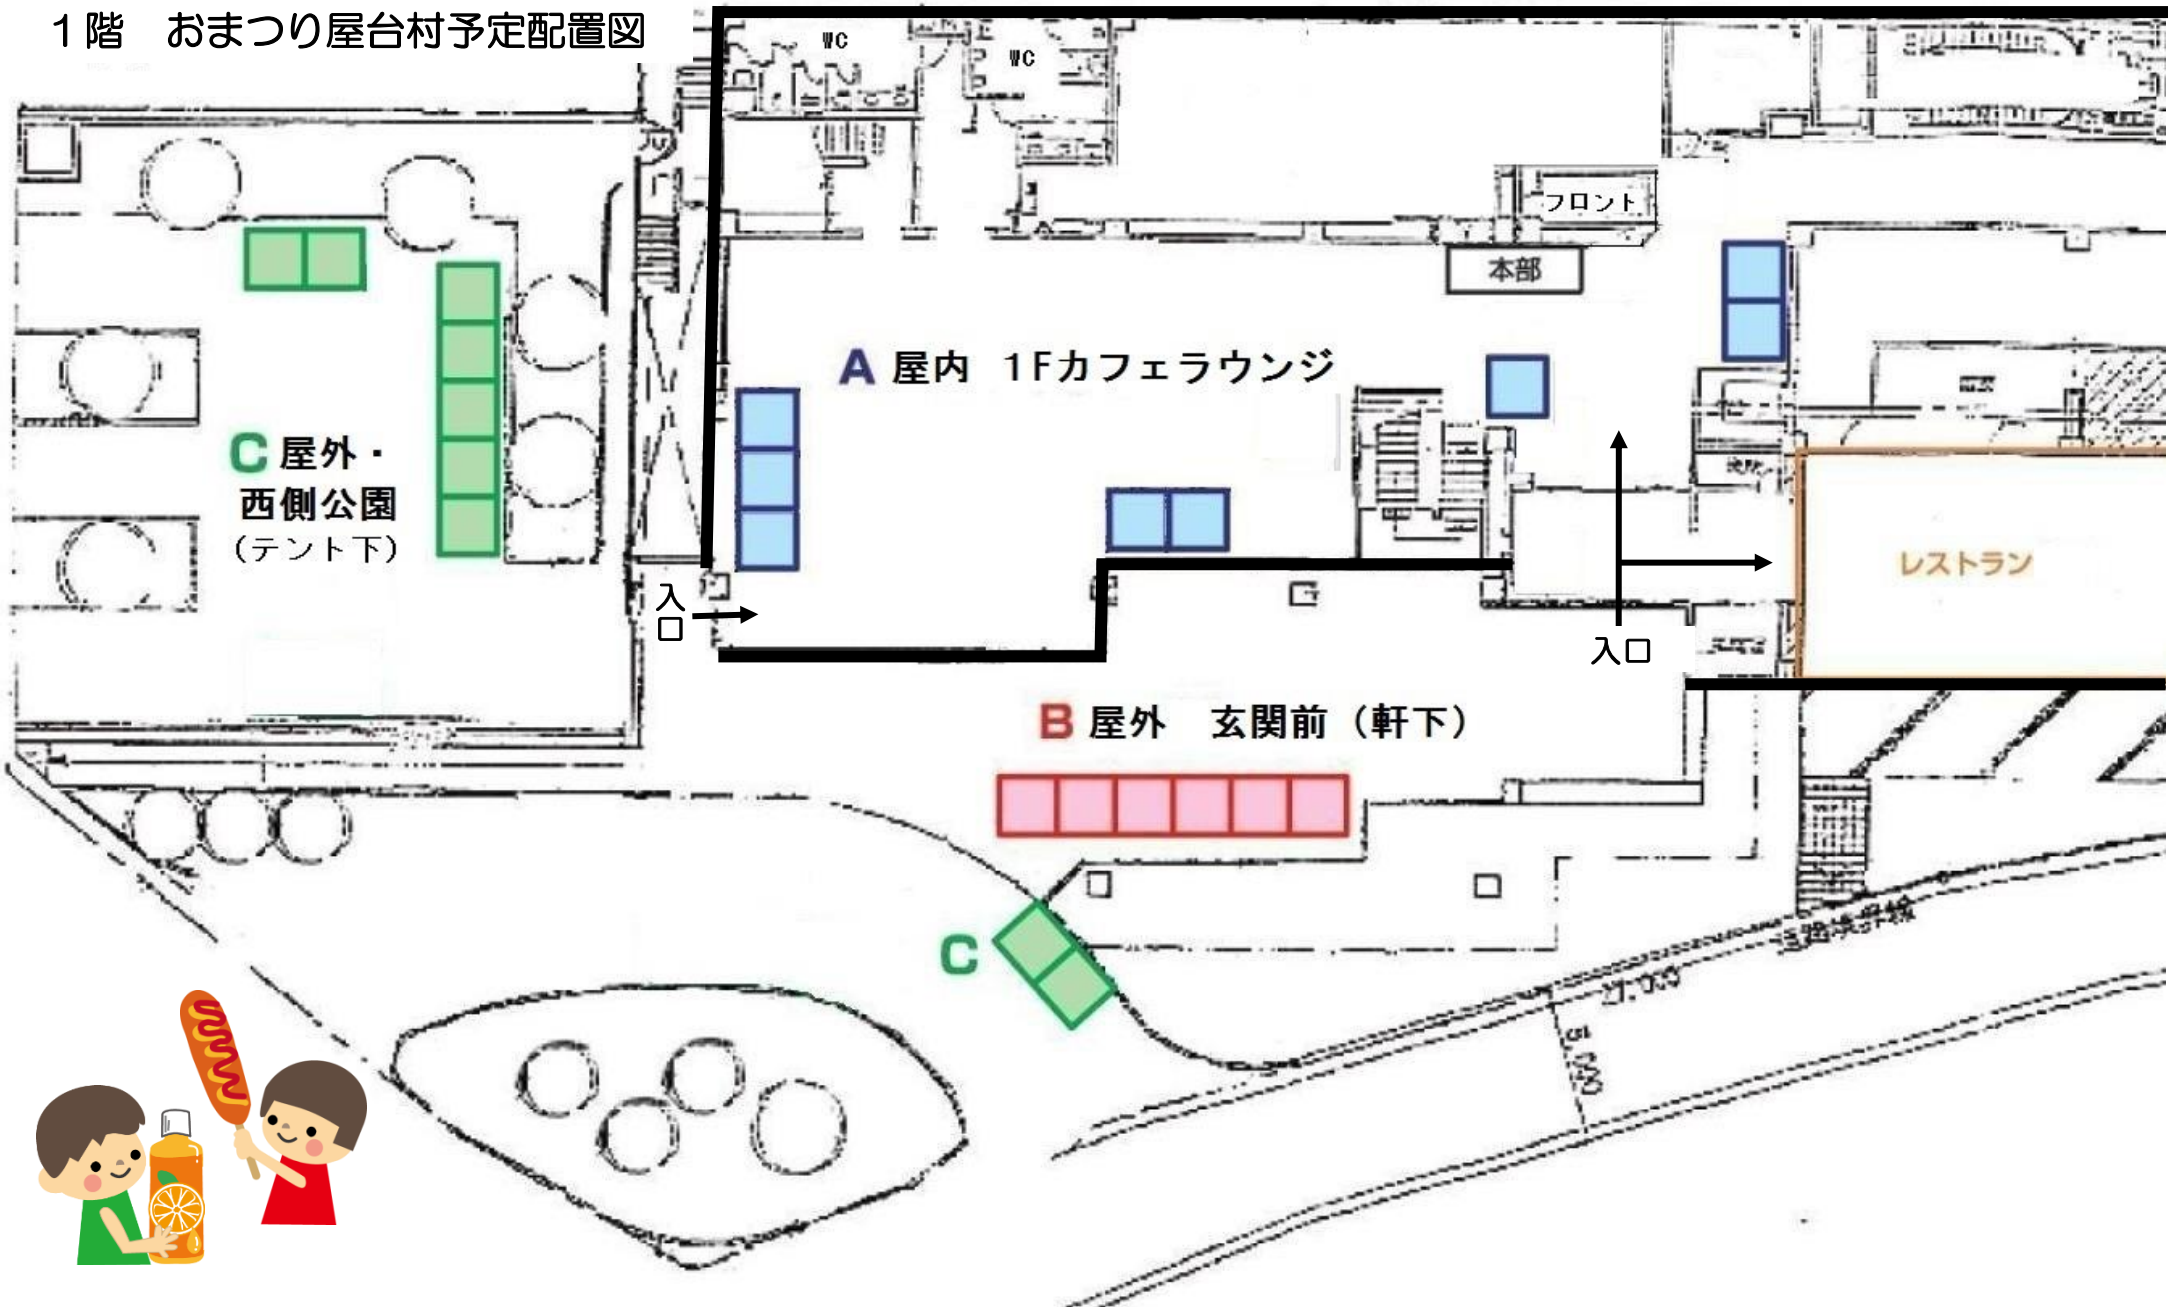 １階　おまつり屋台村予定配置図
WC
WC
フロント
本部
A 屋内　１Fカフェラウンジ
C 屋外・
西側公園
（テント下）
レストラン
入口
入口
B 屋外　玄関前（軒下）
C